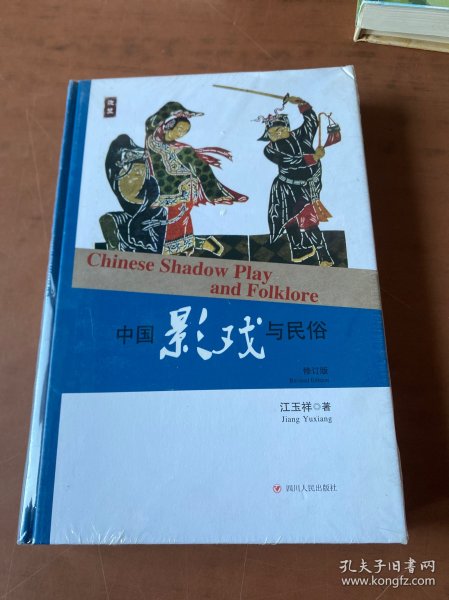 Chinese Shadow Play
and Folklore
中国影戏与民俗
修订版
Revised Edition
江玉祥◎著
Jiang Yuxiang
四川人民出版社
孔夫子旧书网
www.kongfz.com